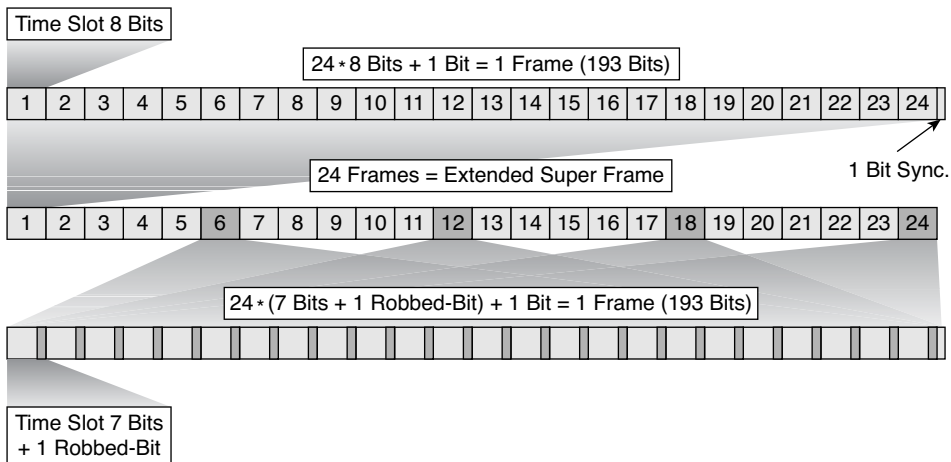 Time Slot 8 Bits
24 * 8 Bits + 1 Bit = 1 Frame (193 Bits)
1 2 3 4 5 6 7 8 9 10 11 12 13 14 15 16 17 18 19 20 21 22 23 24
1 Bit Sync.
24 Frames = Extended Super Frame
1 2 3 4 5 6 7 8 9 10 11 12 13 14 15 16 17 18 19 20 21 22 23 24
24 * (7 Bits + 1 Robbed-Bit) + 1 Bit = 1 Frame (193 Bits)
Time Slot 7 Bits
+ 1 Robbed-Bit